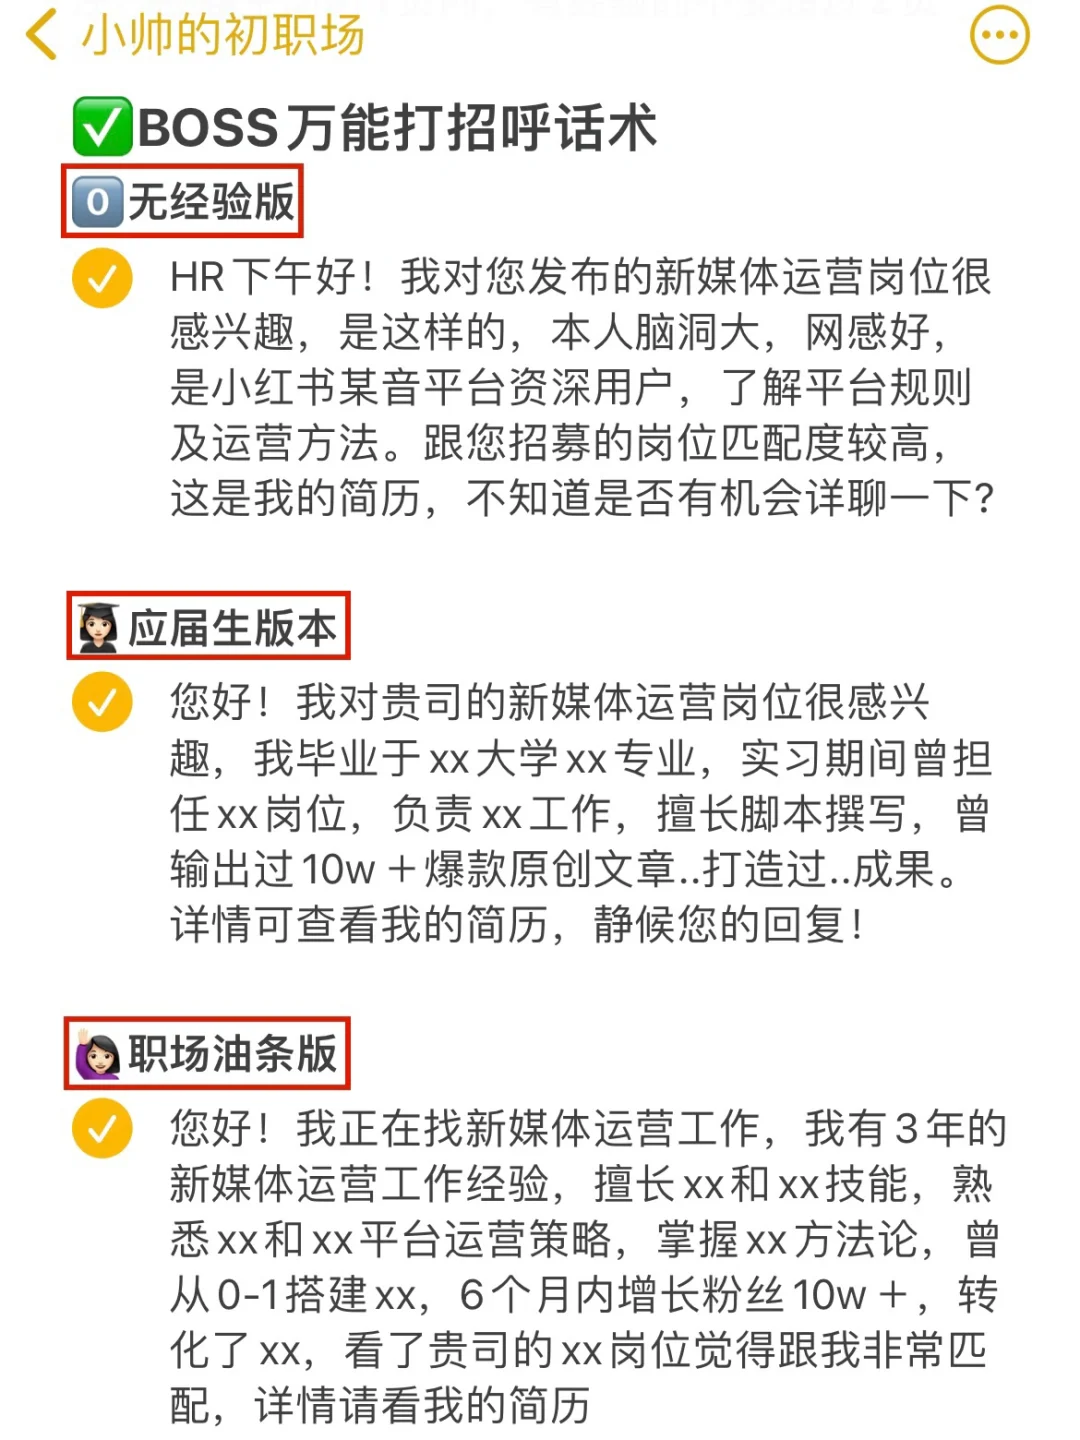 小帅的初职场
✅BOSS万能打招呼话术
0️⃣无经验版
HR下午好！我对您发布的新媒体运营岗位很
感兴趣，是这样的，本人脑洞大，网感好，
是小红书某音平台资深用户，了解平台规则
及运营方法。跟您招募的岗位匹配度较高，
这是我的简历，不知道是否有机会详聊一下?
👩🏻‍🎓应届生版本
您好！我对贵司的新媒体运营岗位很感兴
趣，我毕业于xx大学xx专业，实习期间曾担
任xx岗位，负责xx工作，擅长脚本撰写，曾
输出过10w＋爆款原创文章..打造过..成果。
详情可查看我的简历，静候您的回复！
🙋🏻‍♀️职场油条版
您好！我正在找新媒体运营工作，我有3年的
新媒体运营工作经验，擅长xx和xx技能，熟
悉xx和xx平台运营策略，掌握xx方法论，曾
从0-1搭建xx，6个月内增长粉丝10w＋，转
化了xx，看了贵司的xx岗位觉得跟我非常匹
配，详情请看我的简历